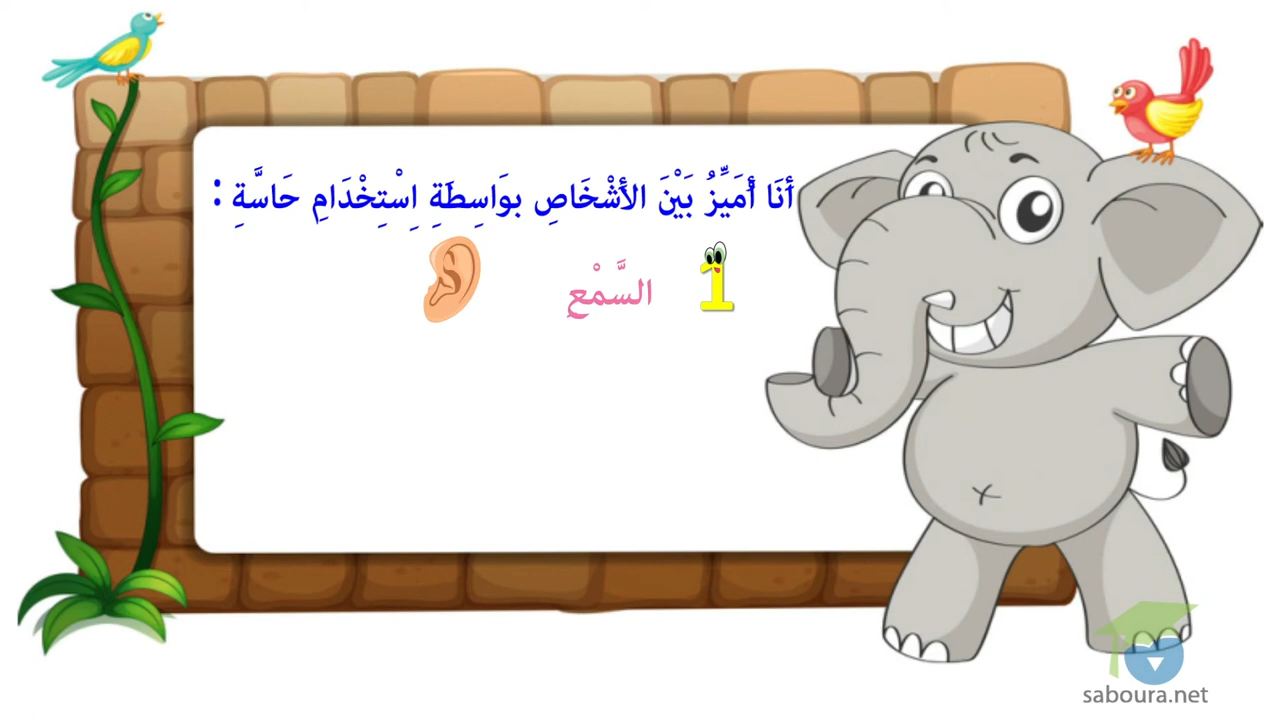 أَنَا أُمَيِّزُ بَيْنَ الأَشْخَاصِ بوَاسِطَةِ اِسْتِخْدَامِ حَاسَّةِ :
1 السَّمْعِ
saboura.net